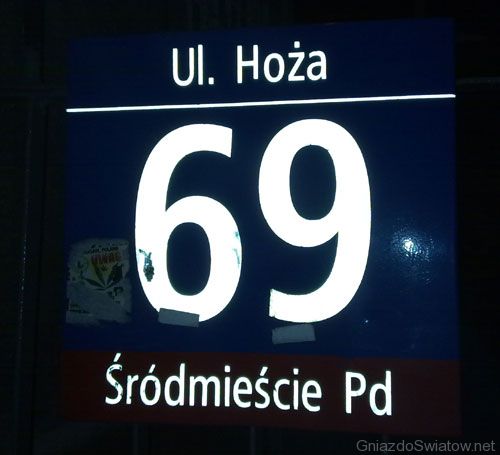 Ul. Hoża
69
Śródmieście Pd
GniazdoSwiatow.net